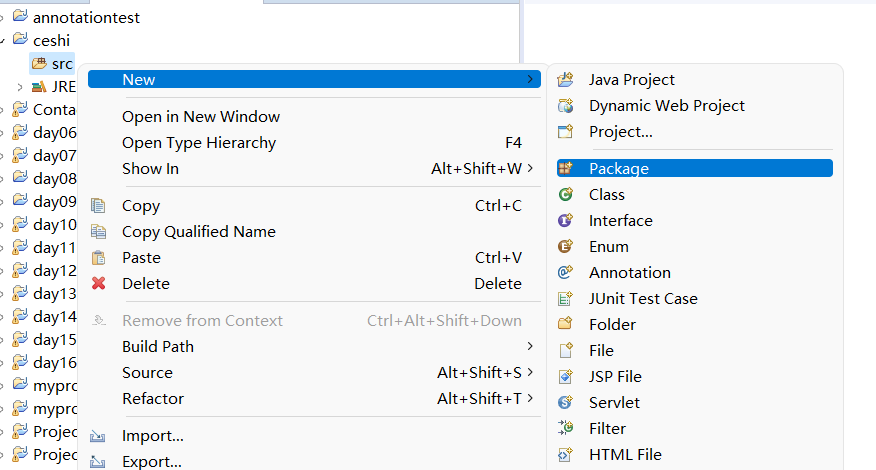 annotationtest
ceshi
src
JRE
Conta
day06
day07
day08
day09
day10
day11
day12
day13
day14
day15
day16
mypro
mypro
Projec
Projec
New
Open in New Window
Open Type Hierarchy F4
Show In Alt+Shift+W
Copy Ctrl+C
Copy Qualified Name
Paste Ctrl+V
Delete Delete
Remove from Context Ctrl+Alt+Shift+Down
Build Path
Source Alt+Shift+S
Refactor Alt+Shift+T
Import...
Export...
Java Project
Dynamic Web Project
Project...
Package
Class
Interface
Enum
Annotation
JUnit Test Case
Folder
File
JSP File
Servlet
Filter
HTML File